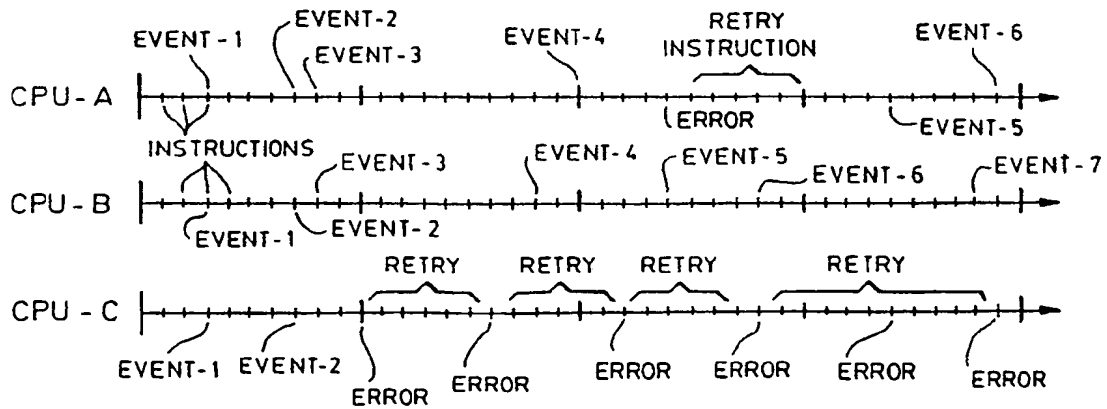 EVENT-1
EVENT-2
EVENT-3
EVENT-4
RETRY
INSTRUCTION
EVENT-6
CPU-A
ERROR
EVENT-5
INSTRUCTIONS
EVENT-3
EVENT-4
EVENT-5
EVENT-6
EVENT-7
CPU-B
EVENT-1
EVENT-2
RETRY
RETRY
RETRY
RETRY
CPU-C
EVENT-1
EVENT-2
ERROR
ERROR
ERROR
ERROR
ERROR
ERROR